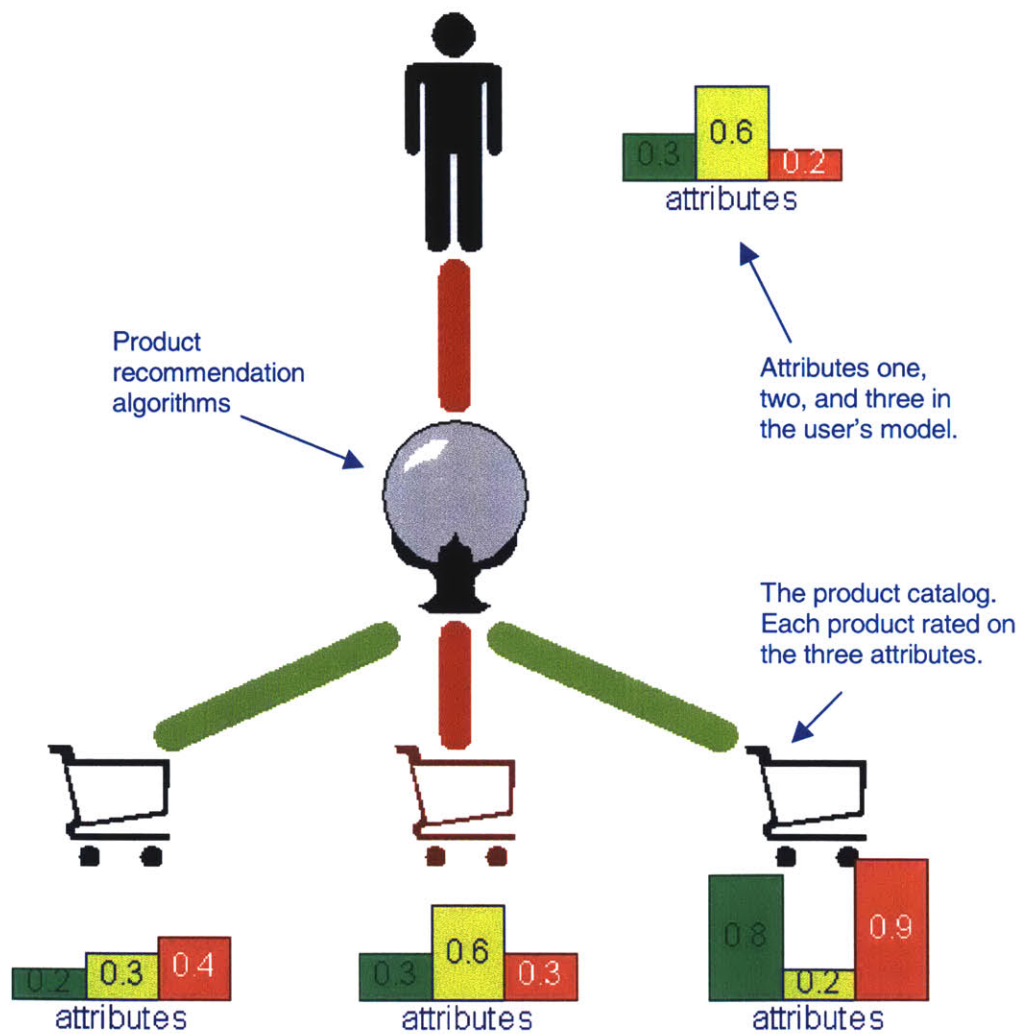 0.3 0.6 0.2
attributes
Product
recommendation
algorithms
Attributes one,
two, and three in
the user's model.
The product catalog.
Each product rated on
the three attributes.
0.2 0.3 0.4
attributes
0.3 0.6 0.3
attributes
0.8 0.2 0.9
attributes